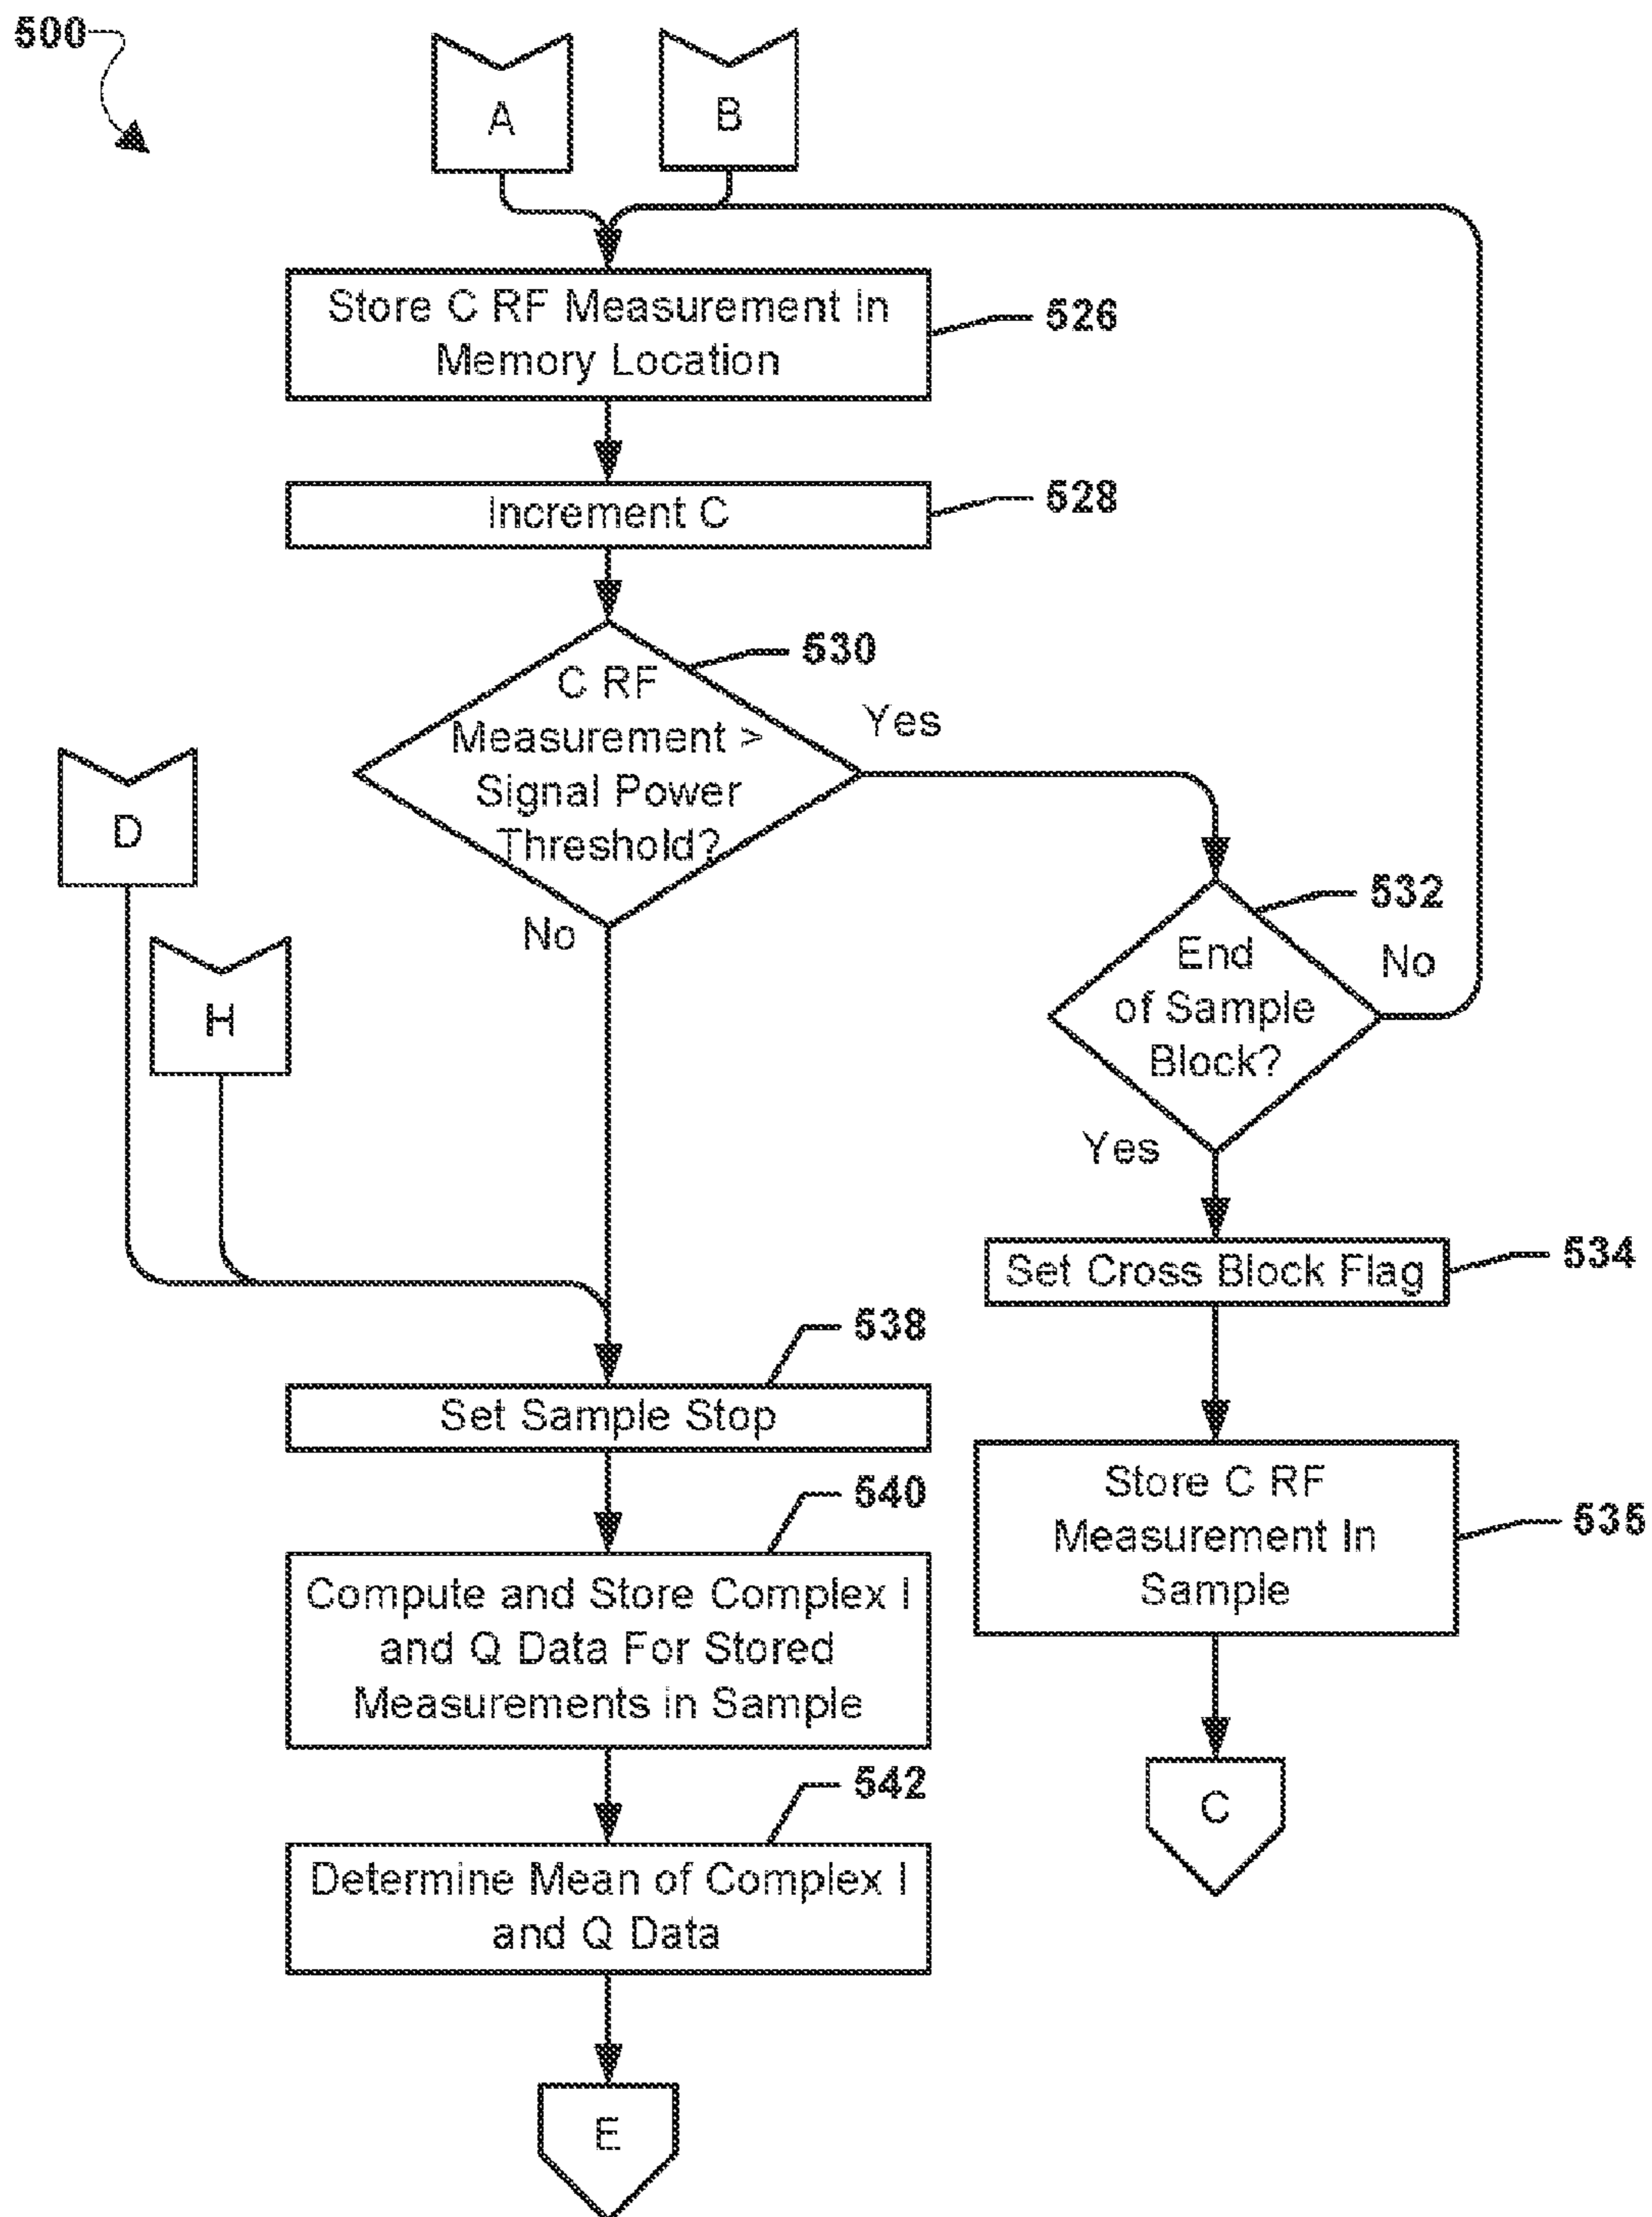 500
A
B
Store C RF Measurement in
Memory Location
526
Increment C
528
530
C RF
Measurement >
Signal Power
Threshold?
Yes
No
D
H
532
End
of Sample
Block?
No
Yes
Set Cross Block Flag
534
538
Set Sample Stop
Store C RF
Measurement In
Sample
535
540
Compute and Store Complex I
and Q Data For Stored
Measurements in Sample
C
542
Determine Mean of Complex I
and Q Data
E